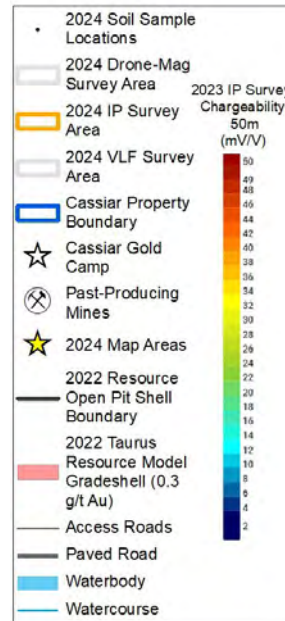 2024 Soil Sample
Locations
2024 Drone-Mag
Survey Area
2024 IP Survey
Area
2024 VLF Survey
Area
Cassiar Property
Boundary
Cassiar Gold
Camp
Past-Producing
Mines
2024 Map Areas
2022 Resource
Open Pit Shell
Boundary
2022 Taurus
Resource Model
Gradeshell (0.3
g/t Au)
Access Roads
Paved Road
Waterbody
Watercourse
2023 IP Survey
Chargeability
50m
(mV/V)
50
49
48
46
44
42
40
38
36
34
32
30
28
26
24
22
20
18
16
14
12
10
8
6
4
2